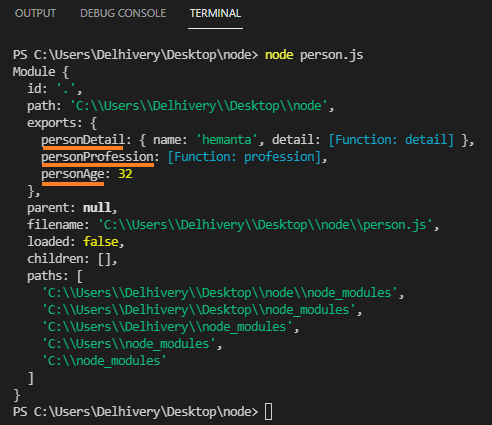 OUTPUT DEBUG CONSOLE TERMINAL
PS C:\Users\Delhivery\Desktop\node> node person.js
Module {
  id: '.',
  path: 'C:\\Users\\Delhivery\\Desktop\\node',
  exports: {
    personDetail: { name: 'hemanta', detail: [Function: detail] },
    personProfession: [Function: profession],
    personAge: 32
  },
  parent: null,
  filename: 'C:\\Users\\Delhivery\\Desktop\\node\\person.js',
  loaded: false,
  children: [],
  paths: [
    'C:\\Users\\Delhivery\\Desktop\\node\\node_modules',
    'C:\\Users\\Delhivery\\Desktop\\node_modules',
    'C:\\Users\\Delhivery\\node_modules',
    'C:\\Users\\node_modules',
    'C:\\node_modules'
  ]
}
PS C:\Users\Delhivery\Desktop\node>